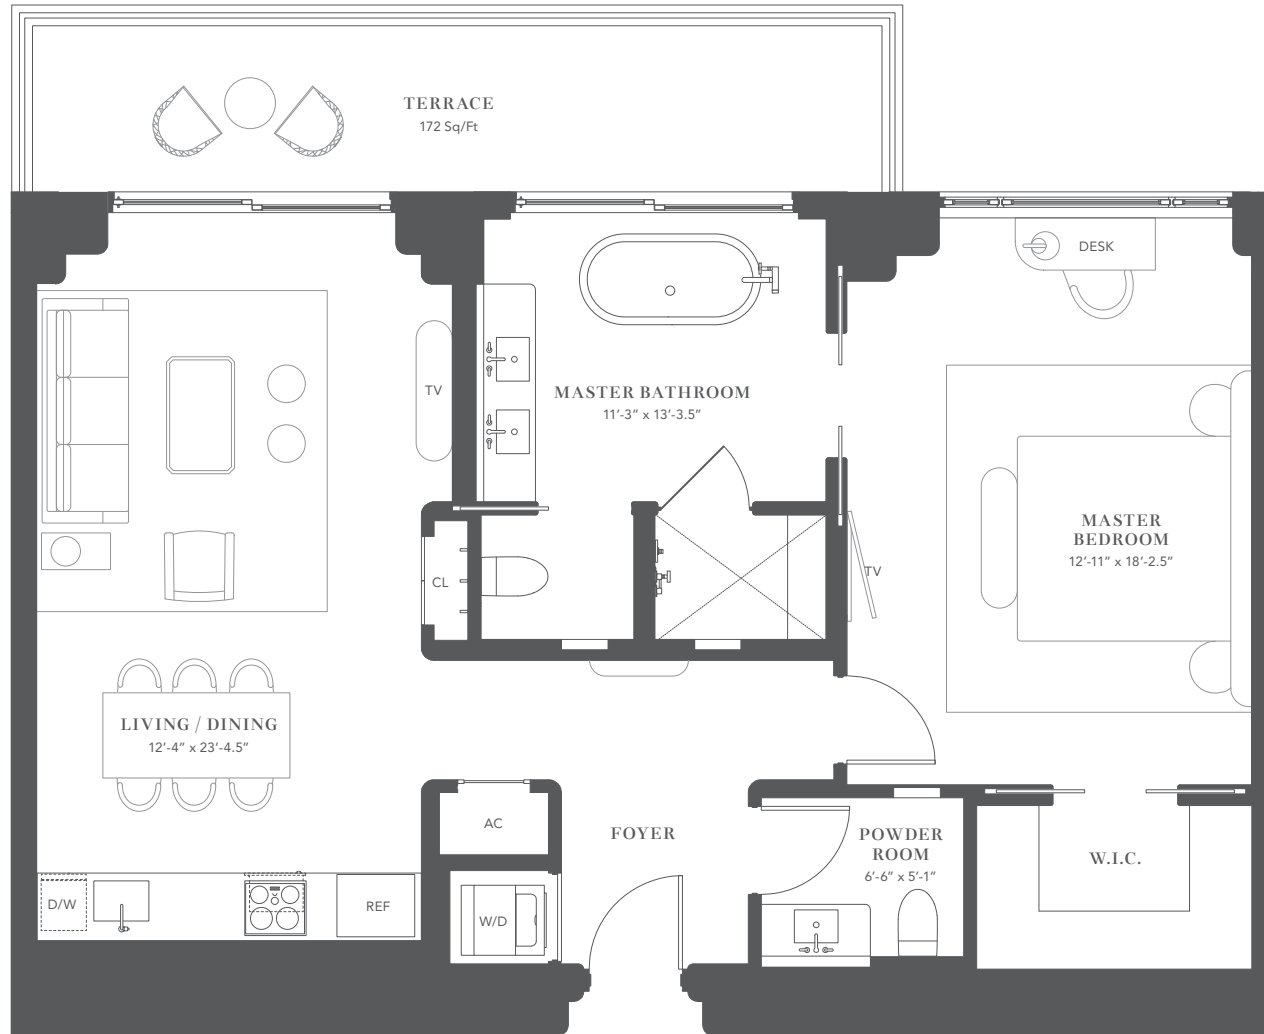 TERRACE
172 Sq/Ft
DESK
TV
MASTER BATHROOM
11’-3” x 13’-3.5”
MASTER
BEDROOM
12’-11” x 18’-2.5”
CL
TV
LIVING / DINING
12’-4” x 23’-4.5”
AC
FOYER
POWDER
ROOM
6’-6” x 5’-1”
W.I.C.
D/W
REF
W/D